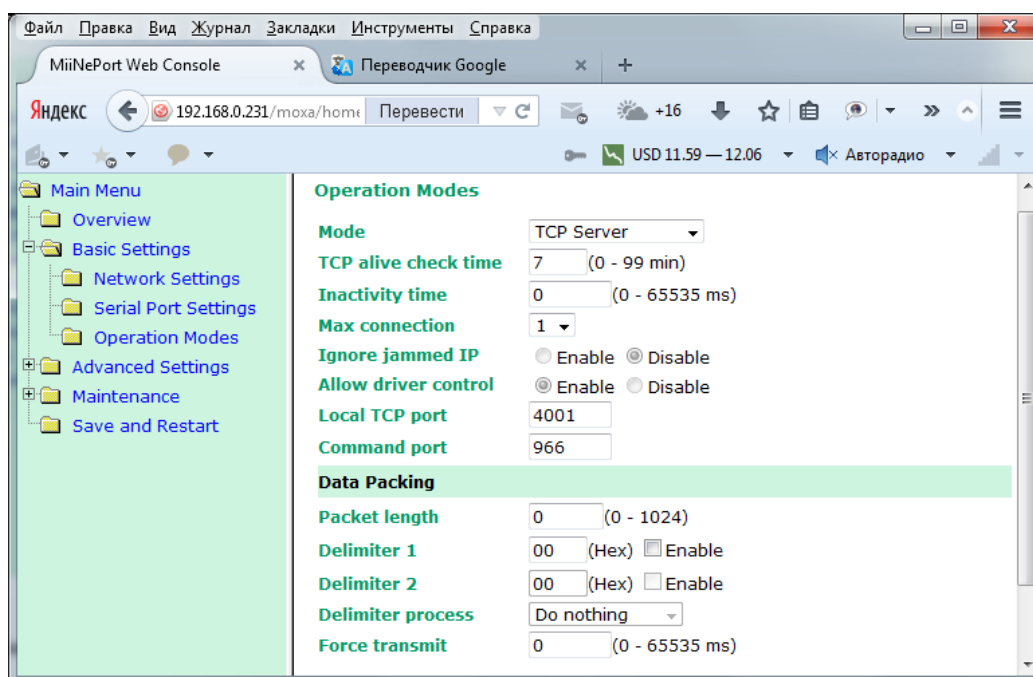 Файл Правка Вид Журнал Закладки Инструменты Справка
MiiNePort Web Console
Переводчик Google
Яндекс 192.168.0.231/moxa/home Перевести +16
USD 11.59 — 12.06 Авторадио
Main Menu
Overview
Basic Settings
Network Settings
Serial Port Settings
Operation Modes
Advanced Settings
Maintenance
Save and Restart
Operation Modes
Mode TCP Server
TCP alive check time 7 (0 - 99 min)
Inactivity time 0 (0 - 65535 ms)
Max connection 1
Ignore jammed IP Enable Disable
Allow driver control Enable Disable
Local TCP port 4001
Command port 966
Data Packing
Packet length 0 (0 - 1024)
Delimiter 1 00 (Hex) Enable
Delimiter 2 00 (Hex) Enable
Delimiter process Do nothing
Force transmit 0 (0 - 65535 ms)